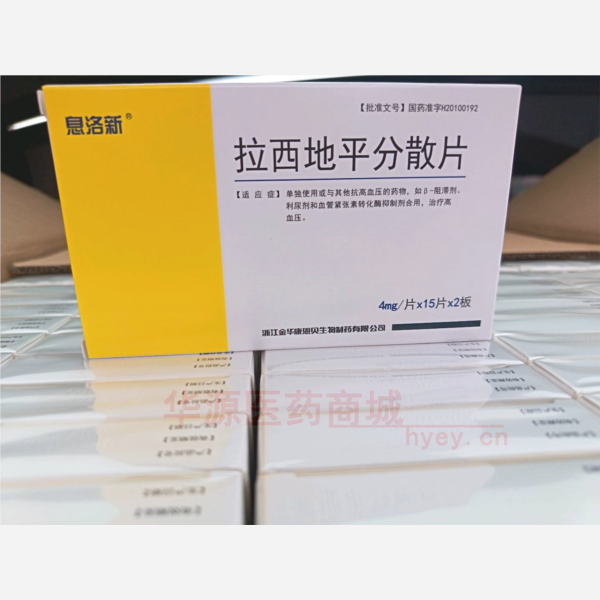 息洛新®
【批准文号】国药准字H20100192
拉西地平分散片
【适 应 症】单独使用或与其他抗高血压的药物，如β-阻滞剂、
利尿剂和血管紧张素转化酶抑制剂合用，治疗高
血压。
4mg/片x15片x2板
浙江金华康恩贝生物制药有限公司
华源医药商城
hyey.cn